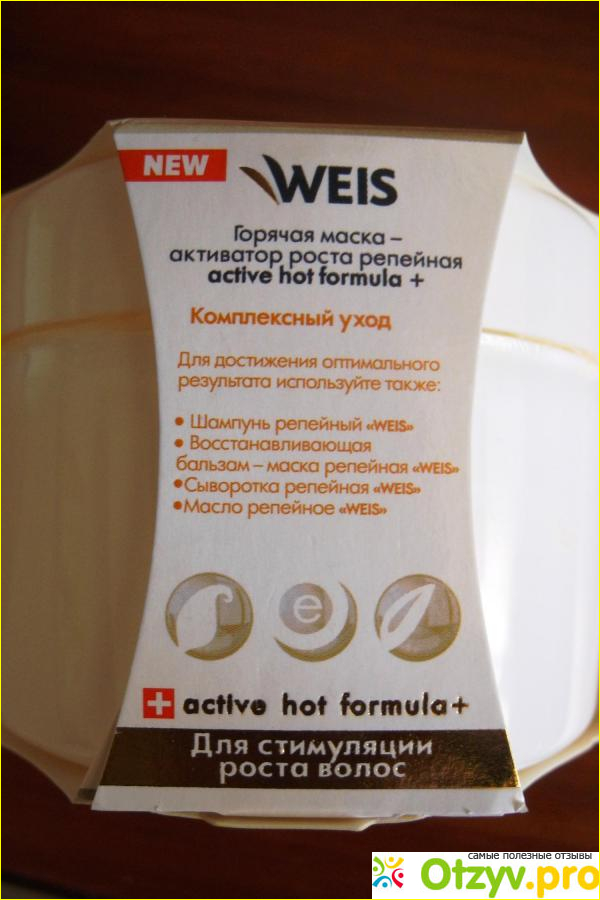 NEW
WEIS
Горячая маска –
активатор роста репейная
active hot formula +
Комплексный уход
Для достижения оптимального
результата используйте также:
• Шампунь репейный «WEIS»
• Восстанавливающая
бальзам – маска репейная «WEIS»
•Сыворотка репейная «WEIS»
•Масло репейное «WEIS»
e
active hot formula+
Для стимуляции
роста волос
самые полезные отзывы
Otzyv.pro